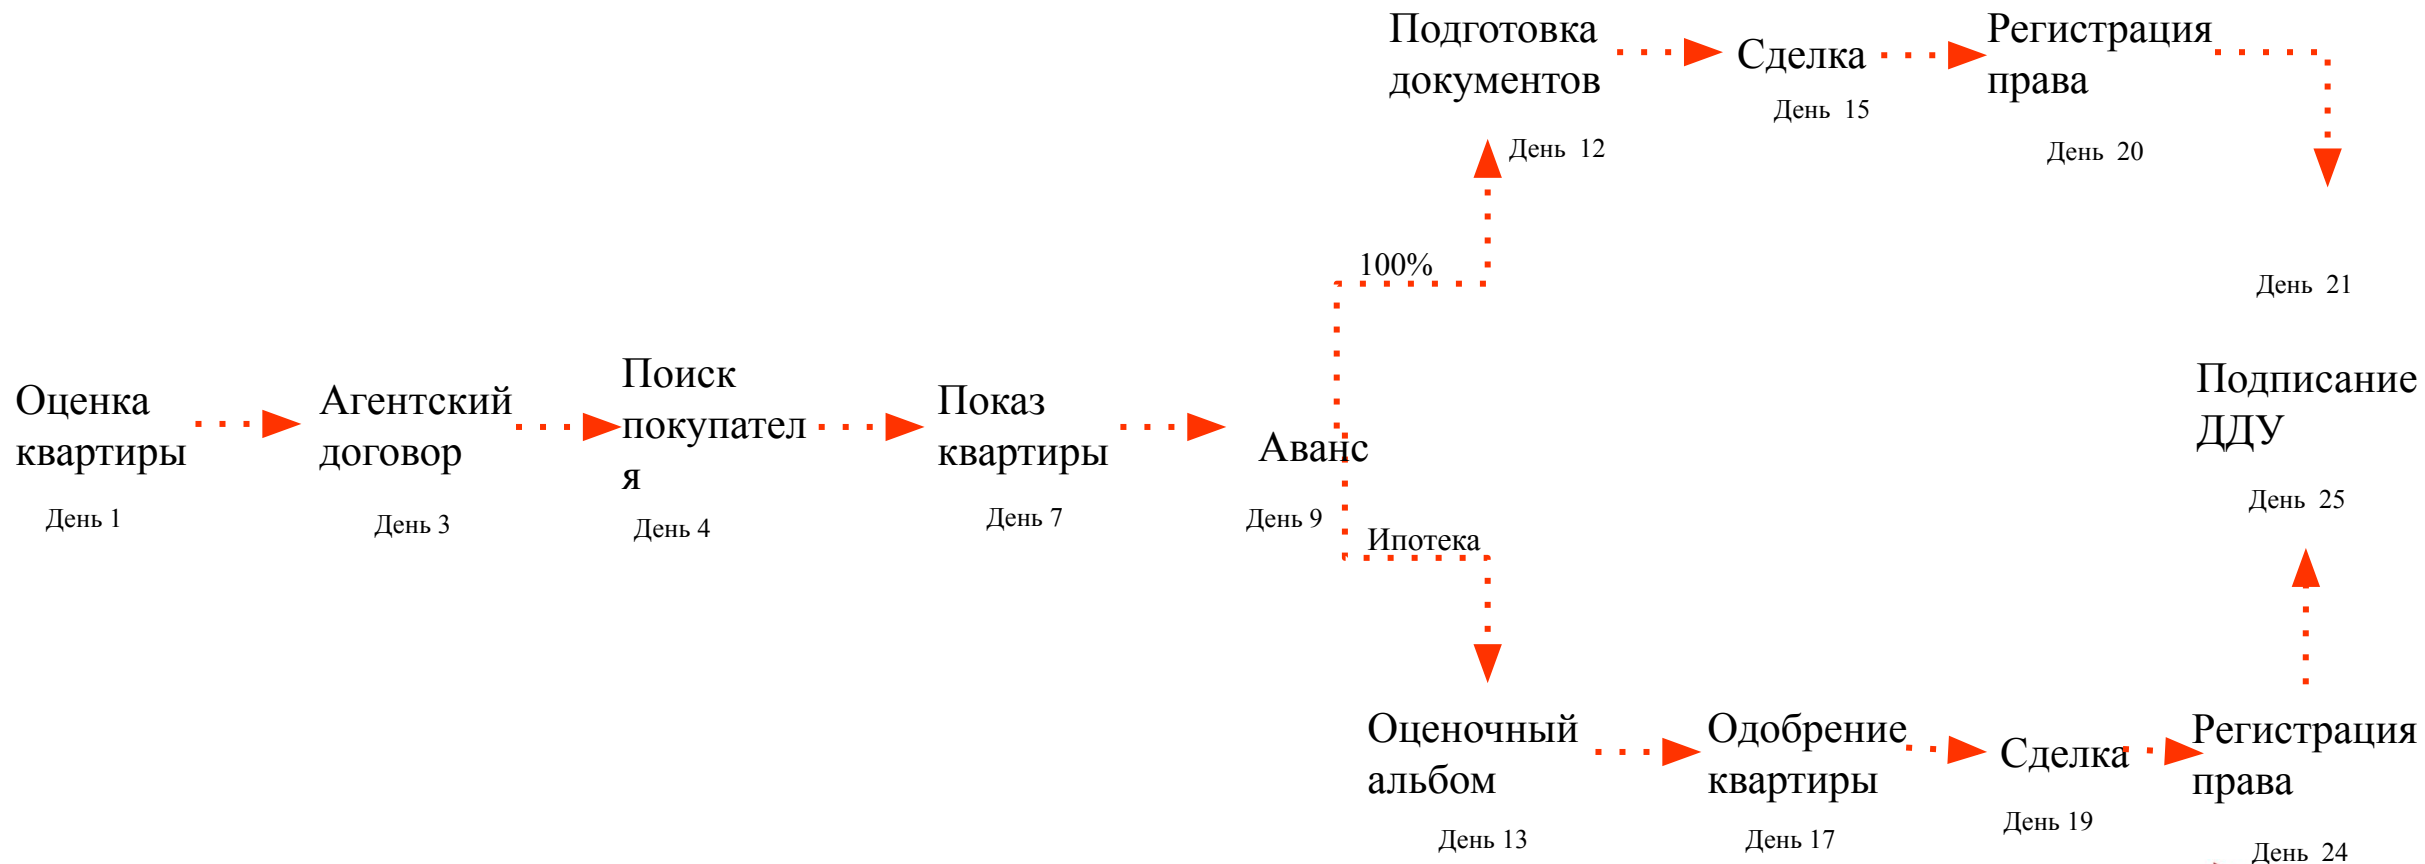 Оценка
квартиры
День 1
Агентский
договор
День 3
Поиск
покупател
я
День 4
Показ
квартиры
День 7
Аванс
День 9
100%
Подготовка
документов
День 12
Сделка
День 15
Регистрация
права
День 20
День 21
Подписание
ДДУ
День 25
Ипотека
Оценочный
альбом
День 13
Одобрение
квартиры
День 17
Сделка
День 19
Регистрация
права
День 24